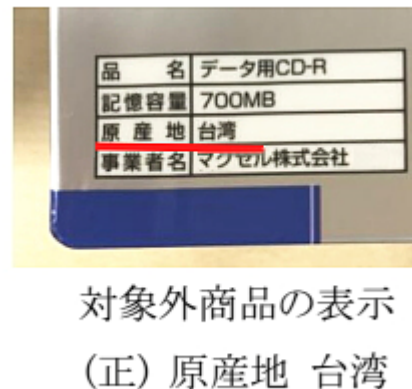 品 名 データ用CD-R
記憶容量 700MB
原産地 台湾
事業者名 マクセル株式会社
対象外商品の表示
(正) 原産地 台湾